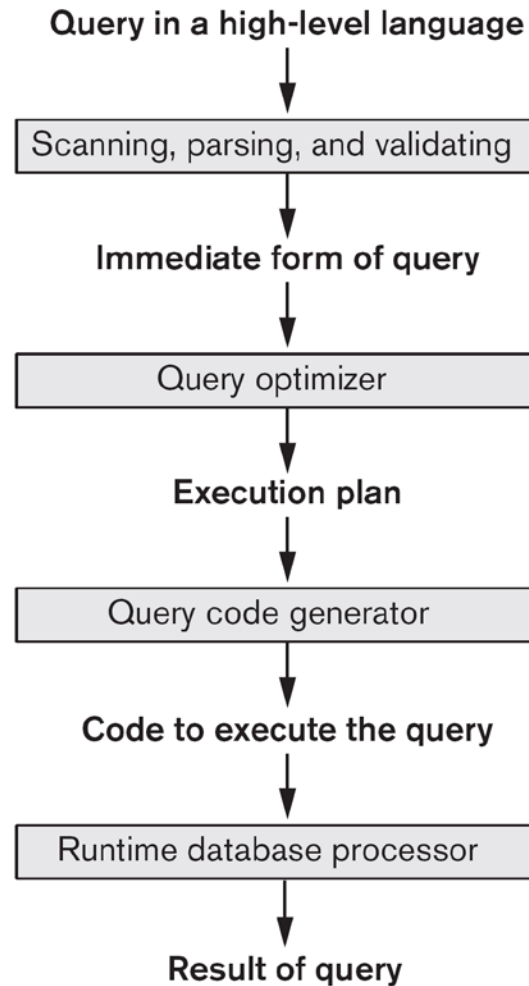 Query in a high-level language
Scanning, parsing, and validating
Immediate form of query
Query optimizer
Execution plan
Query code generator
Code to execute the query
Runtime database processor
Result of query